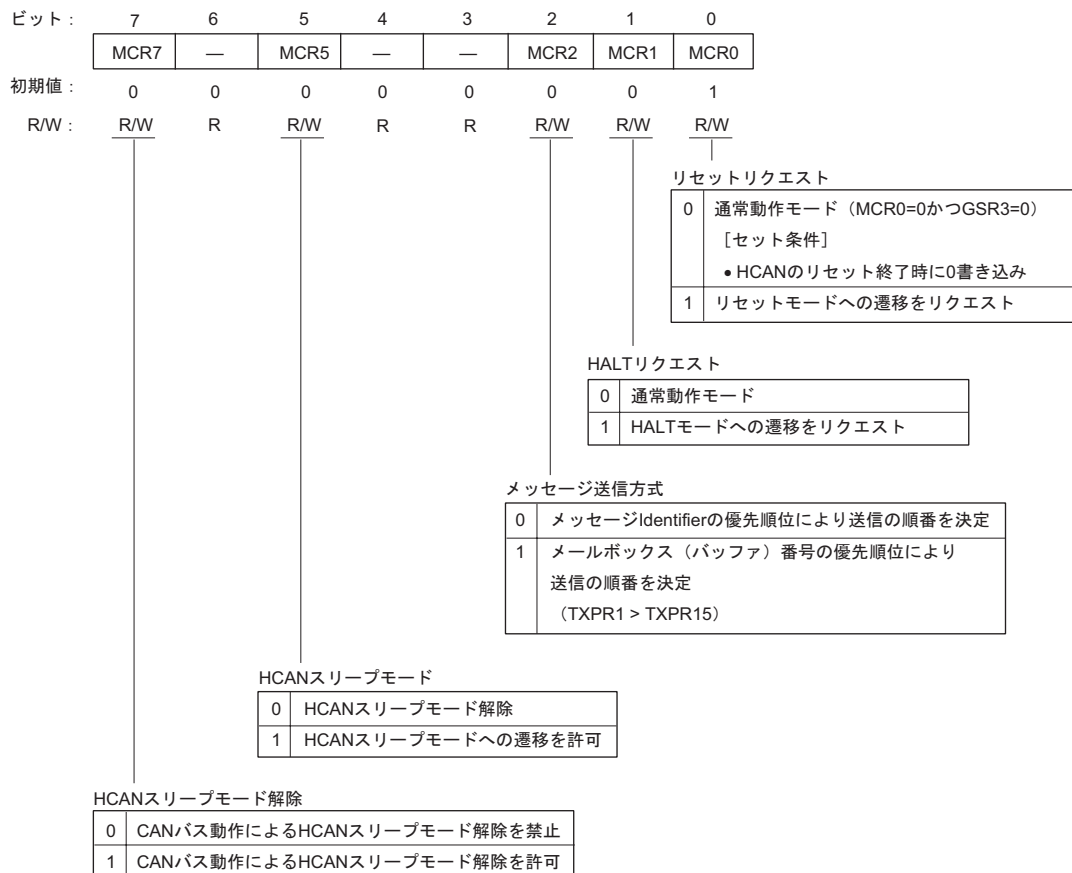 ビット： 7 6 5 4 3 2 1 0
MCR7 — MCR5 — — MCR2 MCR1 MCR0
初期値： 0 0 0 0 0 0 0 1
R/W： R/W R R/W R R R/W R/W R/W
リセットリクエスト
0 通常動作モード（MCR0=0かつGSR3=0）
［セット条件］
●HCANのリセット終了時に0書き込み
1 リセットモードへの遷移をリクエスト
HALTリクエスト
0 通常動作モード
1 HALTモードへの遷移をリクエスト
メッセージ送信方式
0 メッセージIdentifierの優先順位により送信の順番を決定
1 メールボックス（バッファ）番号の優先順位により
送信の順番を決定
（TXPR1 > TXPR15）
HCANスリープモード
0 HCANスリープモード解除
1 HCANスリープモードへの遷移を許可
HCANスリープモード解除
0 CANバス動作によるHCANスリープモード解除を禁止
1 CANバス動作によるHCANスリープモード解除を許可